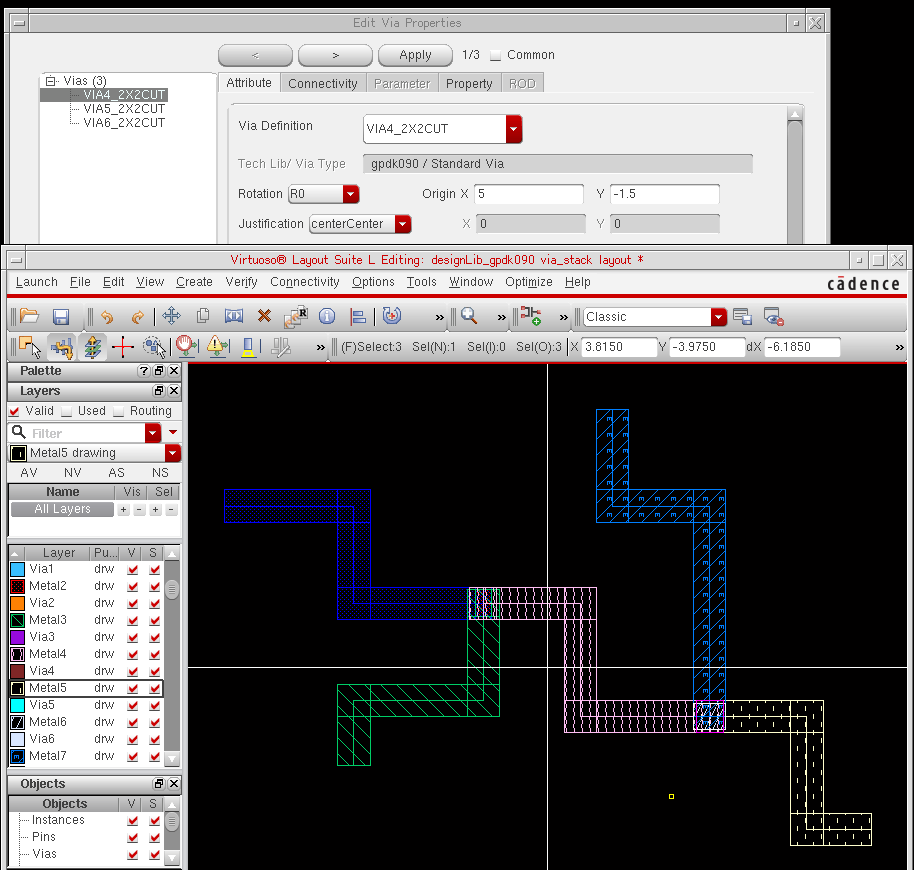 Edit Via Properties
< > Apply 1/3 Common
Vias (3)
VIA4_2X2CUT
VIA5_2X2CUT
VIA6_2X2CUT
Attribute Connectivity Parameter Property ROD
Via Definition VIA4_2X2CUT
Tech Lib/ Via Type gpdk090 / Standard Via
Rotation R0 Origin X 5 Y -1.5
Justification centerCenter X 0 Y 0
Virtuoso® Layout Suite L Editing: designLib_gpdk090 via_stack layout *
Launch File Edit View Create Verify Connectivity Options Tools Window Optimize Help
cādence
» » » Classic
» (F)Select:3 Sel(N):1 Sel(I):0 Sel(O):3 X 3.8150 Y -3.9750 dX -6.1850 »
Palette ?
Layers
Valid Used Routing
Filter
Metal5 drawing
AV NV AS NS
Name Vis Sel
All Layers + - + -
Layer Pu... V S
Via1 drw
Metal2 drw
Via2 drw
Metal3 drw
Via3 drw
Metal4 drw
Via4 drw
Metal5 drw
Via5 drw
Metal6 drw
Via6 drw
Metal7 drw
Objects
Objects V S
Instances
Pins
Vias